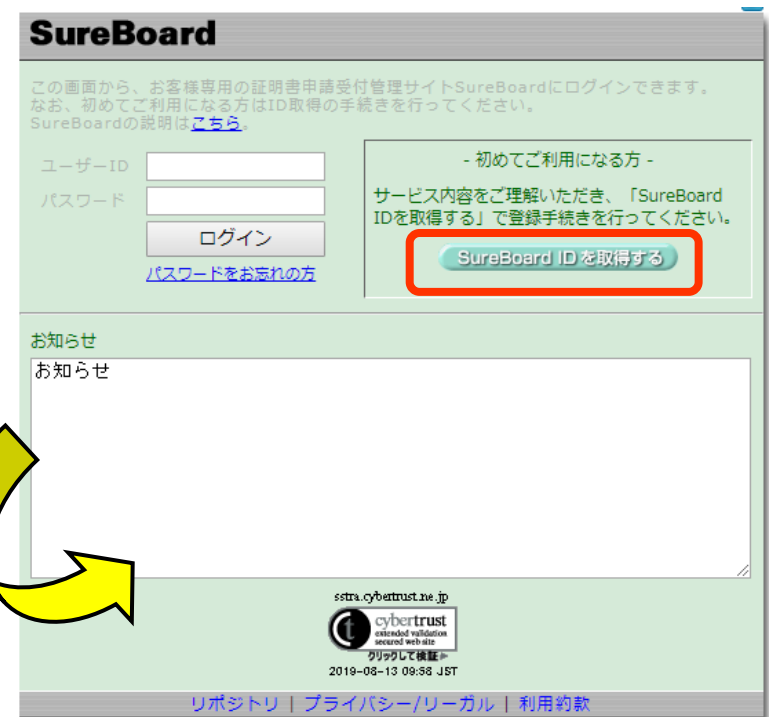 SureBoard
この画面から、お客様専用の証明書申請受付管理サイトSureBoardにログインできます。
なお、初めてご利用になる方はID取得の手続きを行ってください。
SureBoardの説明はこちら。
ユーザーID
パスワード
ログイン
パスワードをお忘れの方
- 初めてご利用になる方 -
サービス内容をご理解いただき、「SureBoard
IDを取得する」で登録手続きを行ってください。
SureBoard ID を取得する
お知らせ
お知らせ
sstra.cybertrust.ne.jp
t
cybertrust
extended validation
secured web site
クリックして検証
2019-08-13 09:58 JST
リポジトリ | プライバシー/リーガル | 利用約款